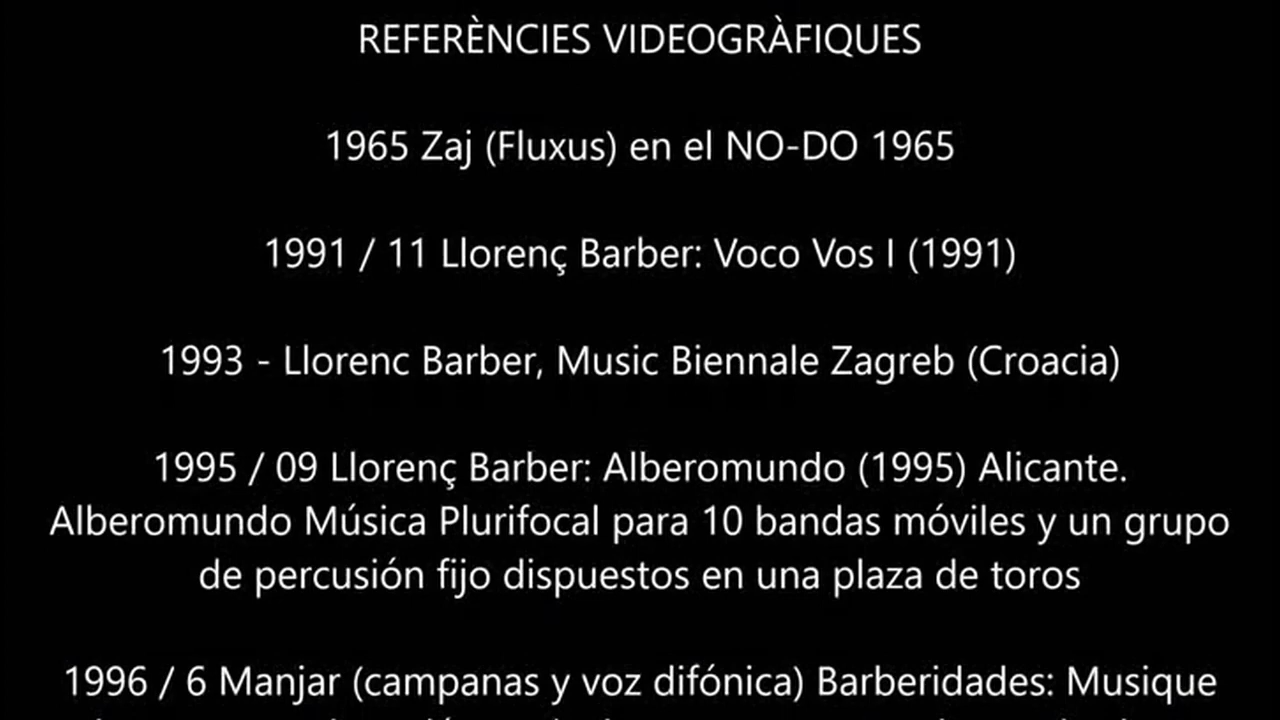 REFERÈNCIES VIDEOGRÀFIQUES
1965 Zaj (Fluxus) en el NO-DO 1965
1991 / 11 Llorenç Barber: Voco Vos I (1991)
1993 - Llorenc Barber, Music Biennale Zagreb (Croacia)
1995 / 09 Llorenç Barber: Alberomundo (1995) Alicante.
Alberomundo Música Plurifocal para 10 bandas móviles y un grupo
de percusión fijo dispuestos en una plaza de toros
1996 / 6 Manjar (campanas y voz difónica) Barberidades: Musique